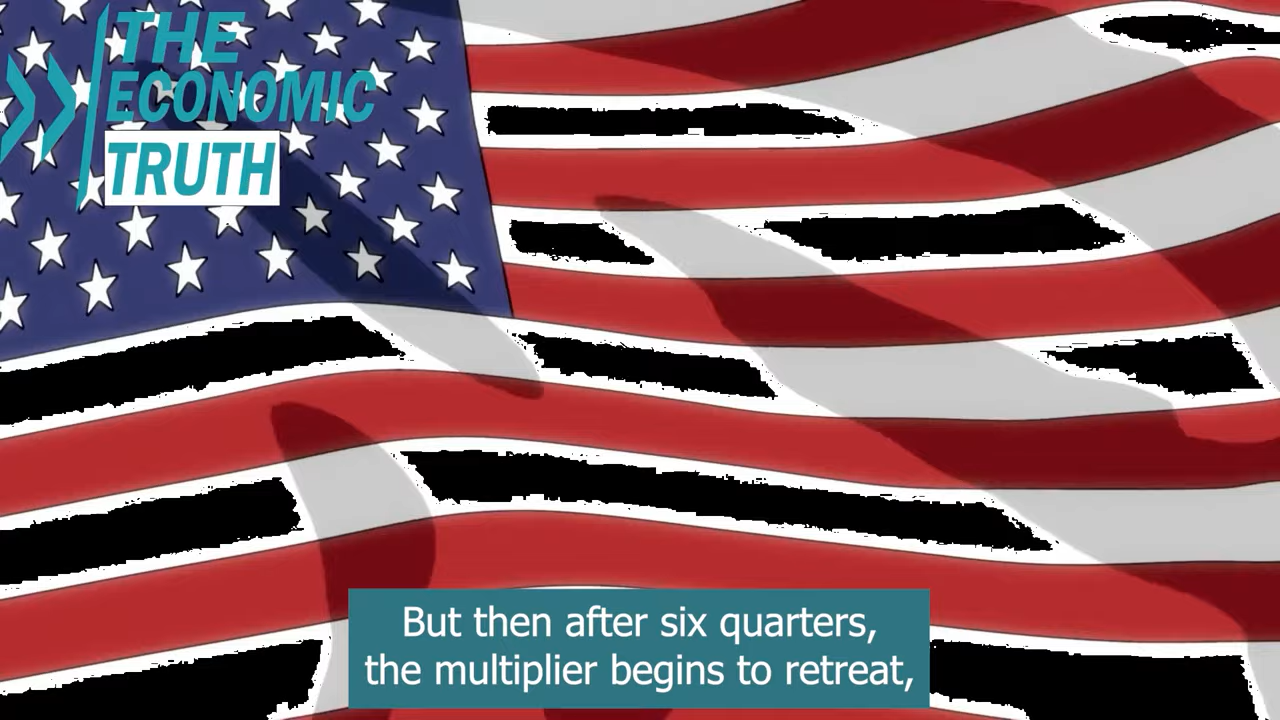 THE
ECONOMIC
TRUTH
But then after six quarters,
the multiplier begins to retreat,